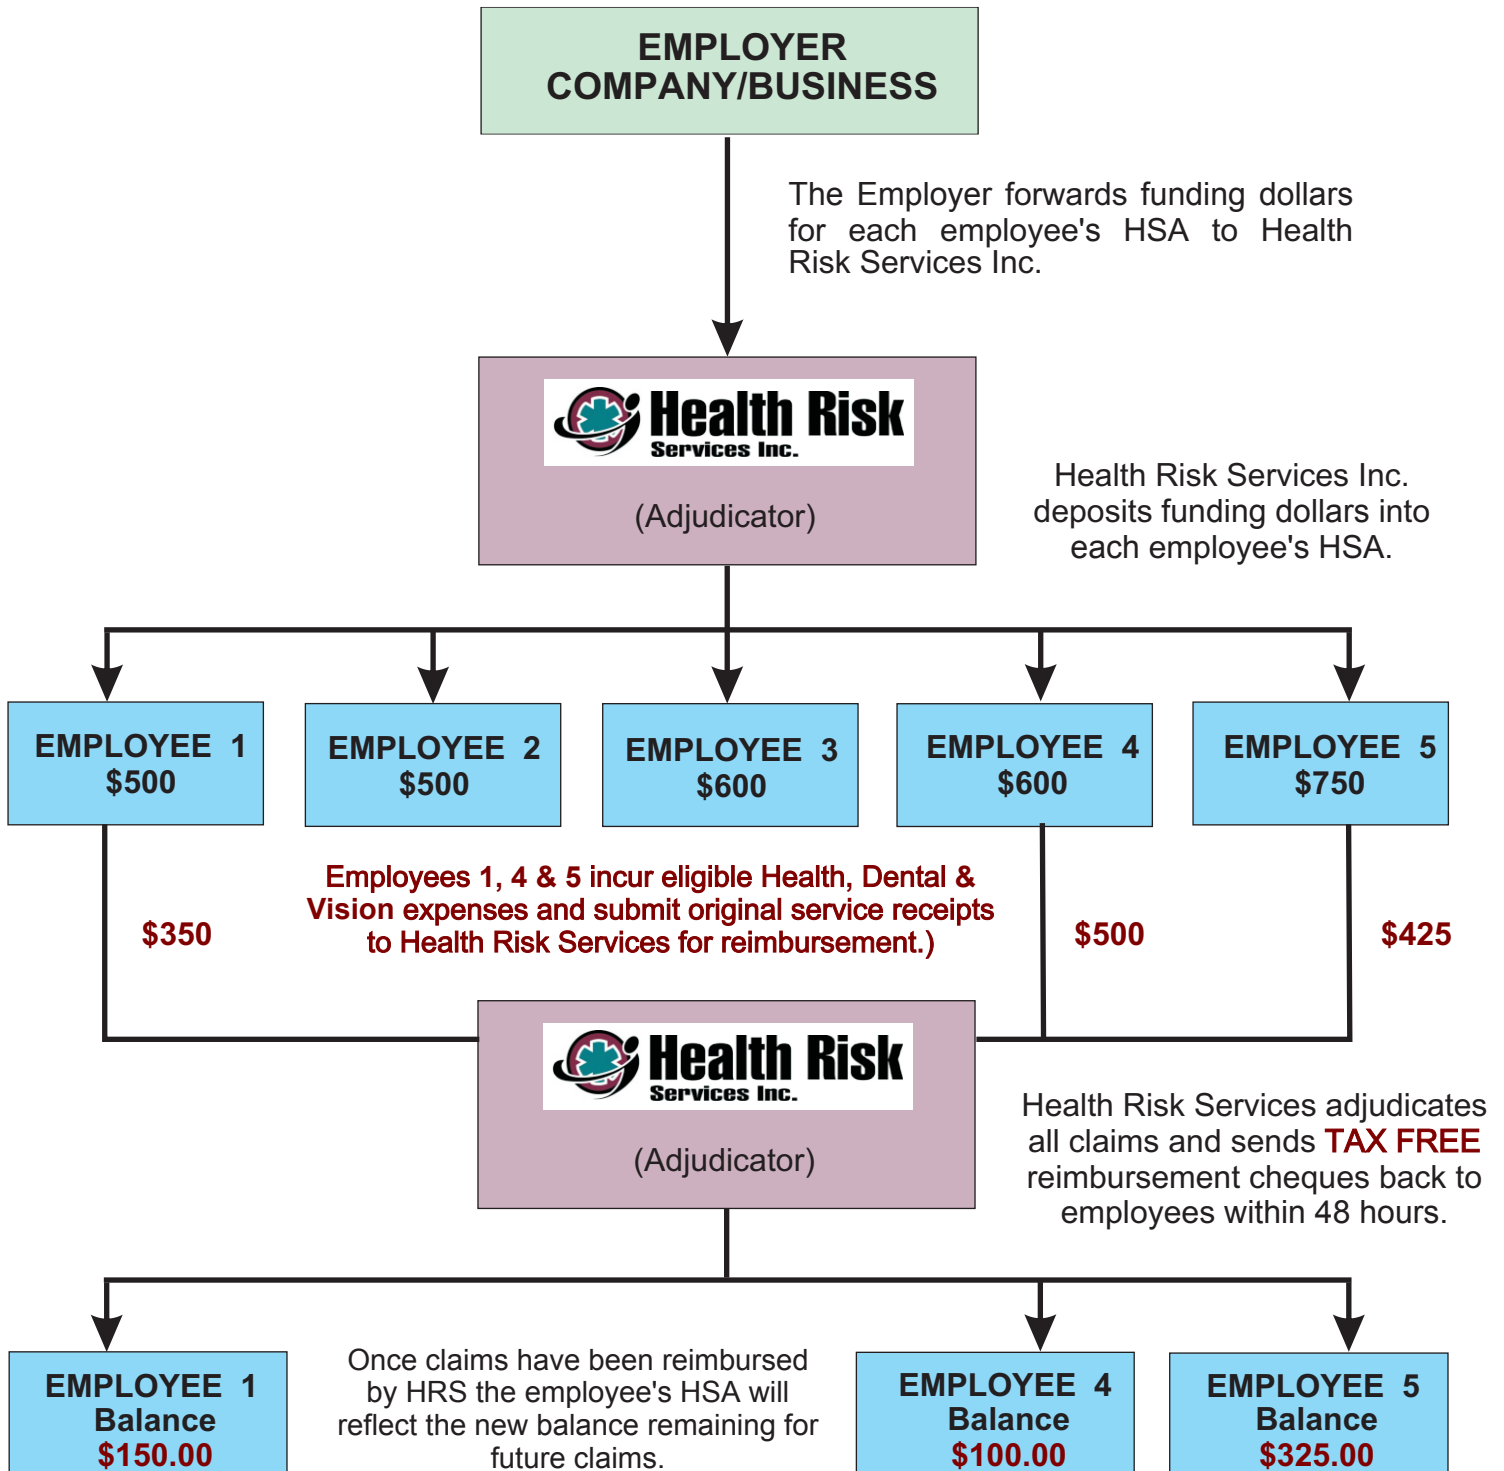 EMPLOYER
COMPANY/BUSINESS
The Employer forwards funding dollars
for each employee's HSA to Health
Risk Services Inc.
Health Risk
Services Inc.
(Adjudicator)
Health Risk Services Inc.
deposits funding dollars into
each employee's HSA.
EMPLOYEE 1
$500
EMPLOYEE 2
$500
EMPLOYEE 3
$600
EMPLOYEE 4
$600
EMPLOYEE 5
$750
$350
Employees 1, 4 & 5 incur eligible Health, Dental &
Vision expenses and submit original service receipts
to Health Risk Services for reimbursement.)
$500
$425
Health Risk
Services Inc.
(Adjudicator)
Health Risk Services adjudicates
all claims and sends TAX FREE
reimbursement cheques back to
employees within 48 hours.
EMPLOYEE 1
Balance
$150.00
Once claims have been reimbursed
by HRS the employee's HSA will
reflect the new balance remaining for
future claims.
EMPLOYEE 4
Balance
$100.00
EMPLOYEE 5
Balance
$325.00